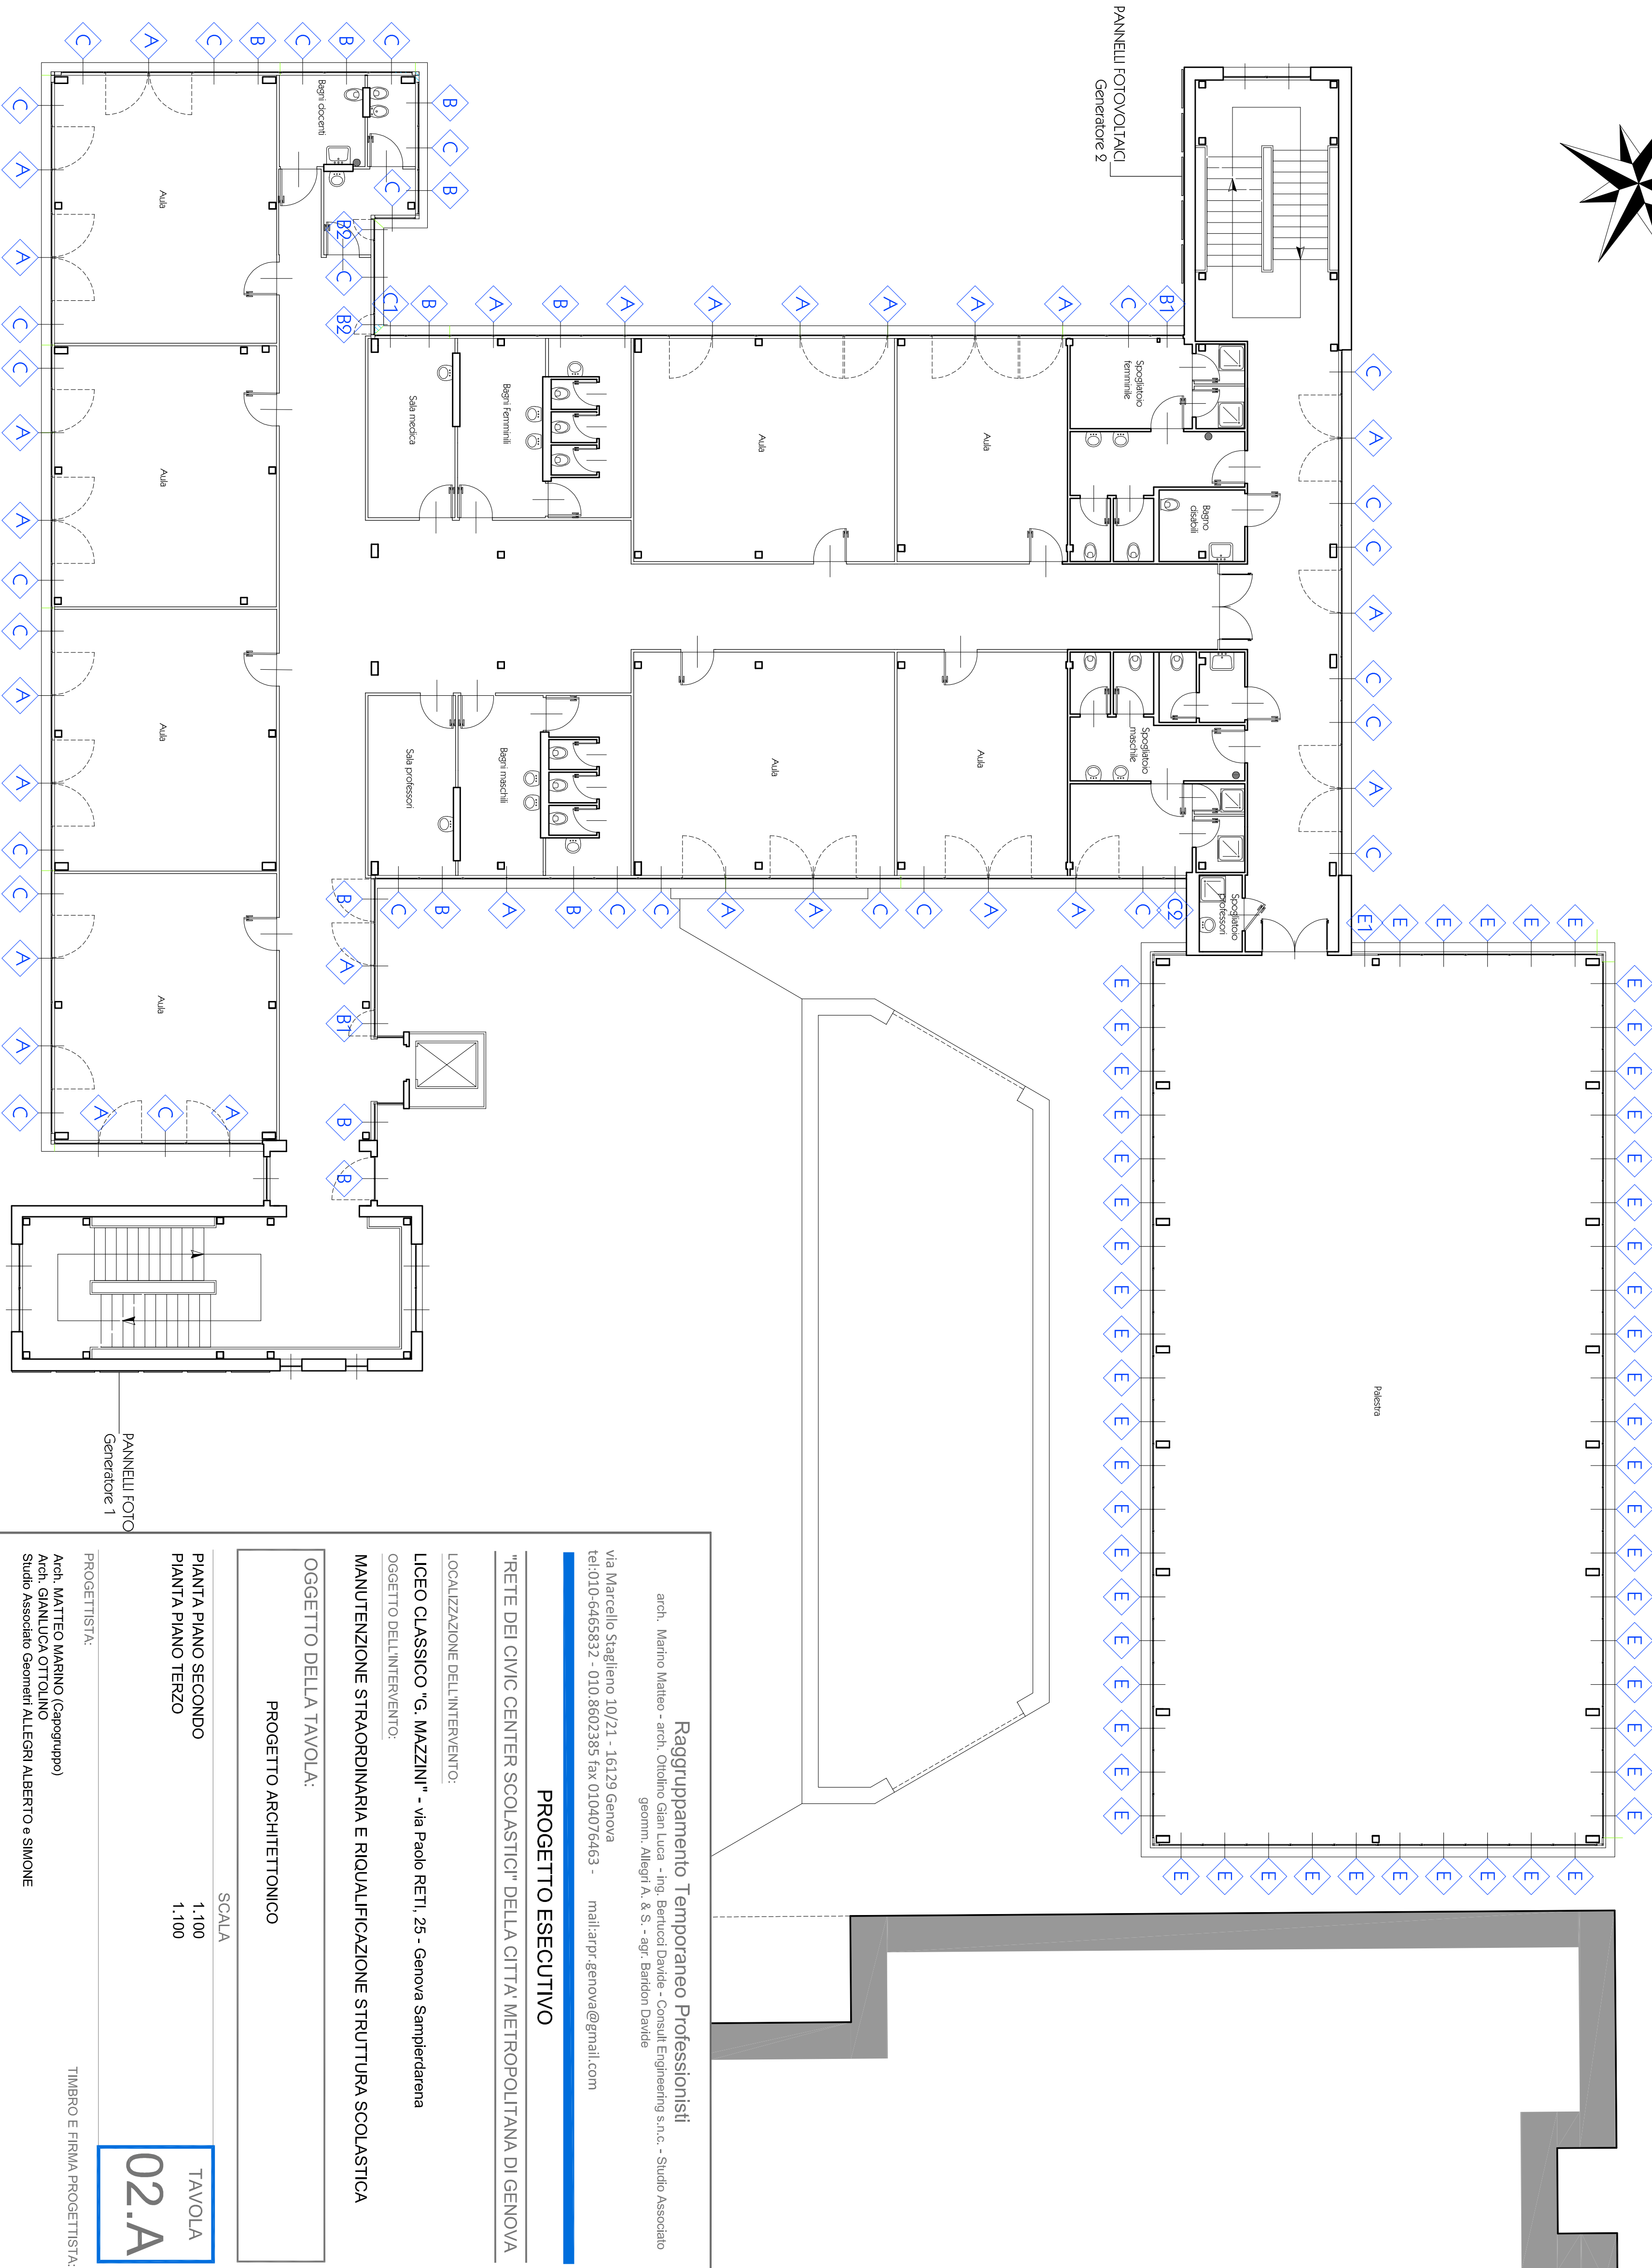 PANNELLI FOTOVOLTAICI
Generatore 2
E E E E E E E E E E E E E E E E E E E E
E1 E E E E E
E E E E E E E E E E
Palestra
E E E E E E E E E E E E E E E E E E E E
C A C C A C C A C
Spogliatoio
femminile
Bagno
disabili
Spogliatoio
maschile
Spogliatoio
professori
C1 B A B A A A A A A C B1
Aula
Aula
Aula
Aula
Bagni Femminili
Bagni maschili
Sala medica
Sala professori
C B A B C C A A C C A A C C2
C A C B C B C
B C B
C
B2 C B2
B A B1 B B
Bagni docenti
Aula
Aula
Aula
Aula
A C A
C A A C C A A C C A A C C A A C
PANNELLI FOTO
Generatore 1
Raggruppamento Temporaneo Professionisti
arch. Marino Matteo - arch. Ottolino Gian Luca - ing. Bertucci Davide - Consult Engineering s.n.c. - Studio Associato
geomm. Allegri A. & S. - agr. Baridon Davide
via Marcello Staglieno 10/21 - 16129 Genova
tel:010-6465832 - 010.8602385 fax 0104076463 - mail:arpr.genova@gmail.com -
PROGETTO ESECUTIVO
"RETE DEI CIVIC CENTER SCOLASTICI" DELLA CITTA' METROPOLITANA DI GENOVA
LOCALIZZAZIONE DELL'INTERVENTO:
LICEO CLASSICO "G. MAZZINI" - via Paolo RETI, 25 - Genova Sampierdarena
OGGETTO DELL'INTERVENTO:
MANUTENZIONE STRAORDINARIA E RIQUALIFICAZIONE STRUTTURA SCOLASTICA
OGGETTO DELLA TAVOLA:
PROGETTO ARCHITETTONICO
SCALA
PIANTA PIANO SECONDO 1.100
PIANTA PIANO TERZO 1.100
TAVOLA
02.A
PROGETTISTA:
TIMBRO E FIRMA PROGETTISTA:
Arch. MATTEO MARINO (Capogruppo)
Arch. GIANLUCA OTTOLINO
Studio Associato Geometri ALLEGRI ALBERTO e SIMONE